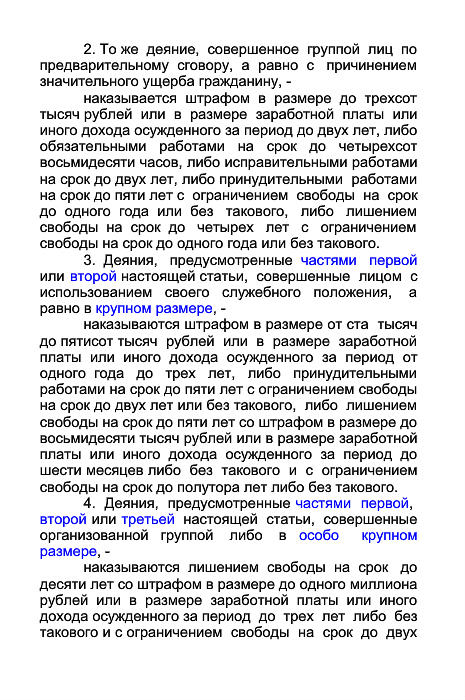 2. То же деяние, совершенное группой лиц по
предварительному сговору, а равно с причинением
значительного ущерба гражданину, -
наказывается штрафом в размере до трехсот
тысяч рублей или в размере заработной платы или
иного дохода осужденного за период до двух лет, либо
обязательными работами на срок до четырехсот
восьмидесяти часов, либо исправительными работами
на срок до двух лет, либо принудительными работами
на срок до пяти лет с ограничением свободы на срок
до одного года или без такового, либо лишением
свободы на срок до четырех лет с ограничением
свободы на срок до одного года или без такового.
3. Деяния, предусмотренные частями первой
или второй настоящей статьи, совершенные лицом с
использованием своего служебного положения, а
равно в крупном размере, -
наказываются штрафом в размере от ста тысяч
до пятисот тысяч рублей или в размере заработной
платы или иного дохода осужденного за период от
одного года до трех лет, либо принудительными
работами на срок до пяти лет с ограничением свободы
на срок до двух лет или без такового, либо лишением
свободы на срок до пяти лет со штрафом в размере до
восьмидесяти тысяч рублей или в размере заработной
платы или иного дохода осужденного за период до
шести месяцев либо без такового и с ограничением
свободы на срок до полутора лет либо без такового.
4. Деяния, предусмотренные частями первой,
второй или третьей настоящей статьи, совершенные
организованной группой либо в особо крупном
размере, -
наказываются лишением свободы на срок до
десяти лет со штрафом в размере до одного миллиона
рублей или в размере заработной платы или иного
дохода осужденного за период до трех лет либо без
такового и с ограничением свободы на срок до двух